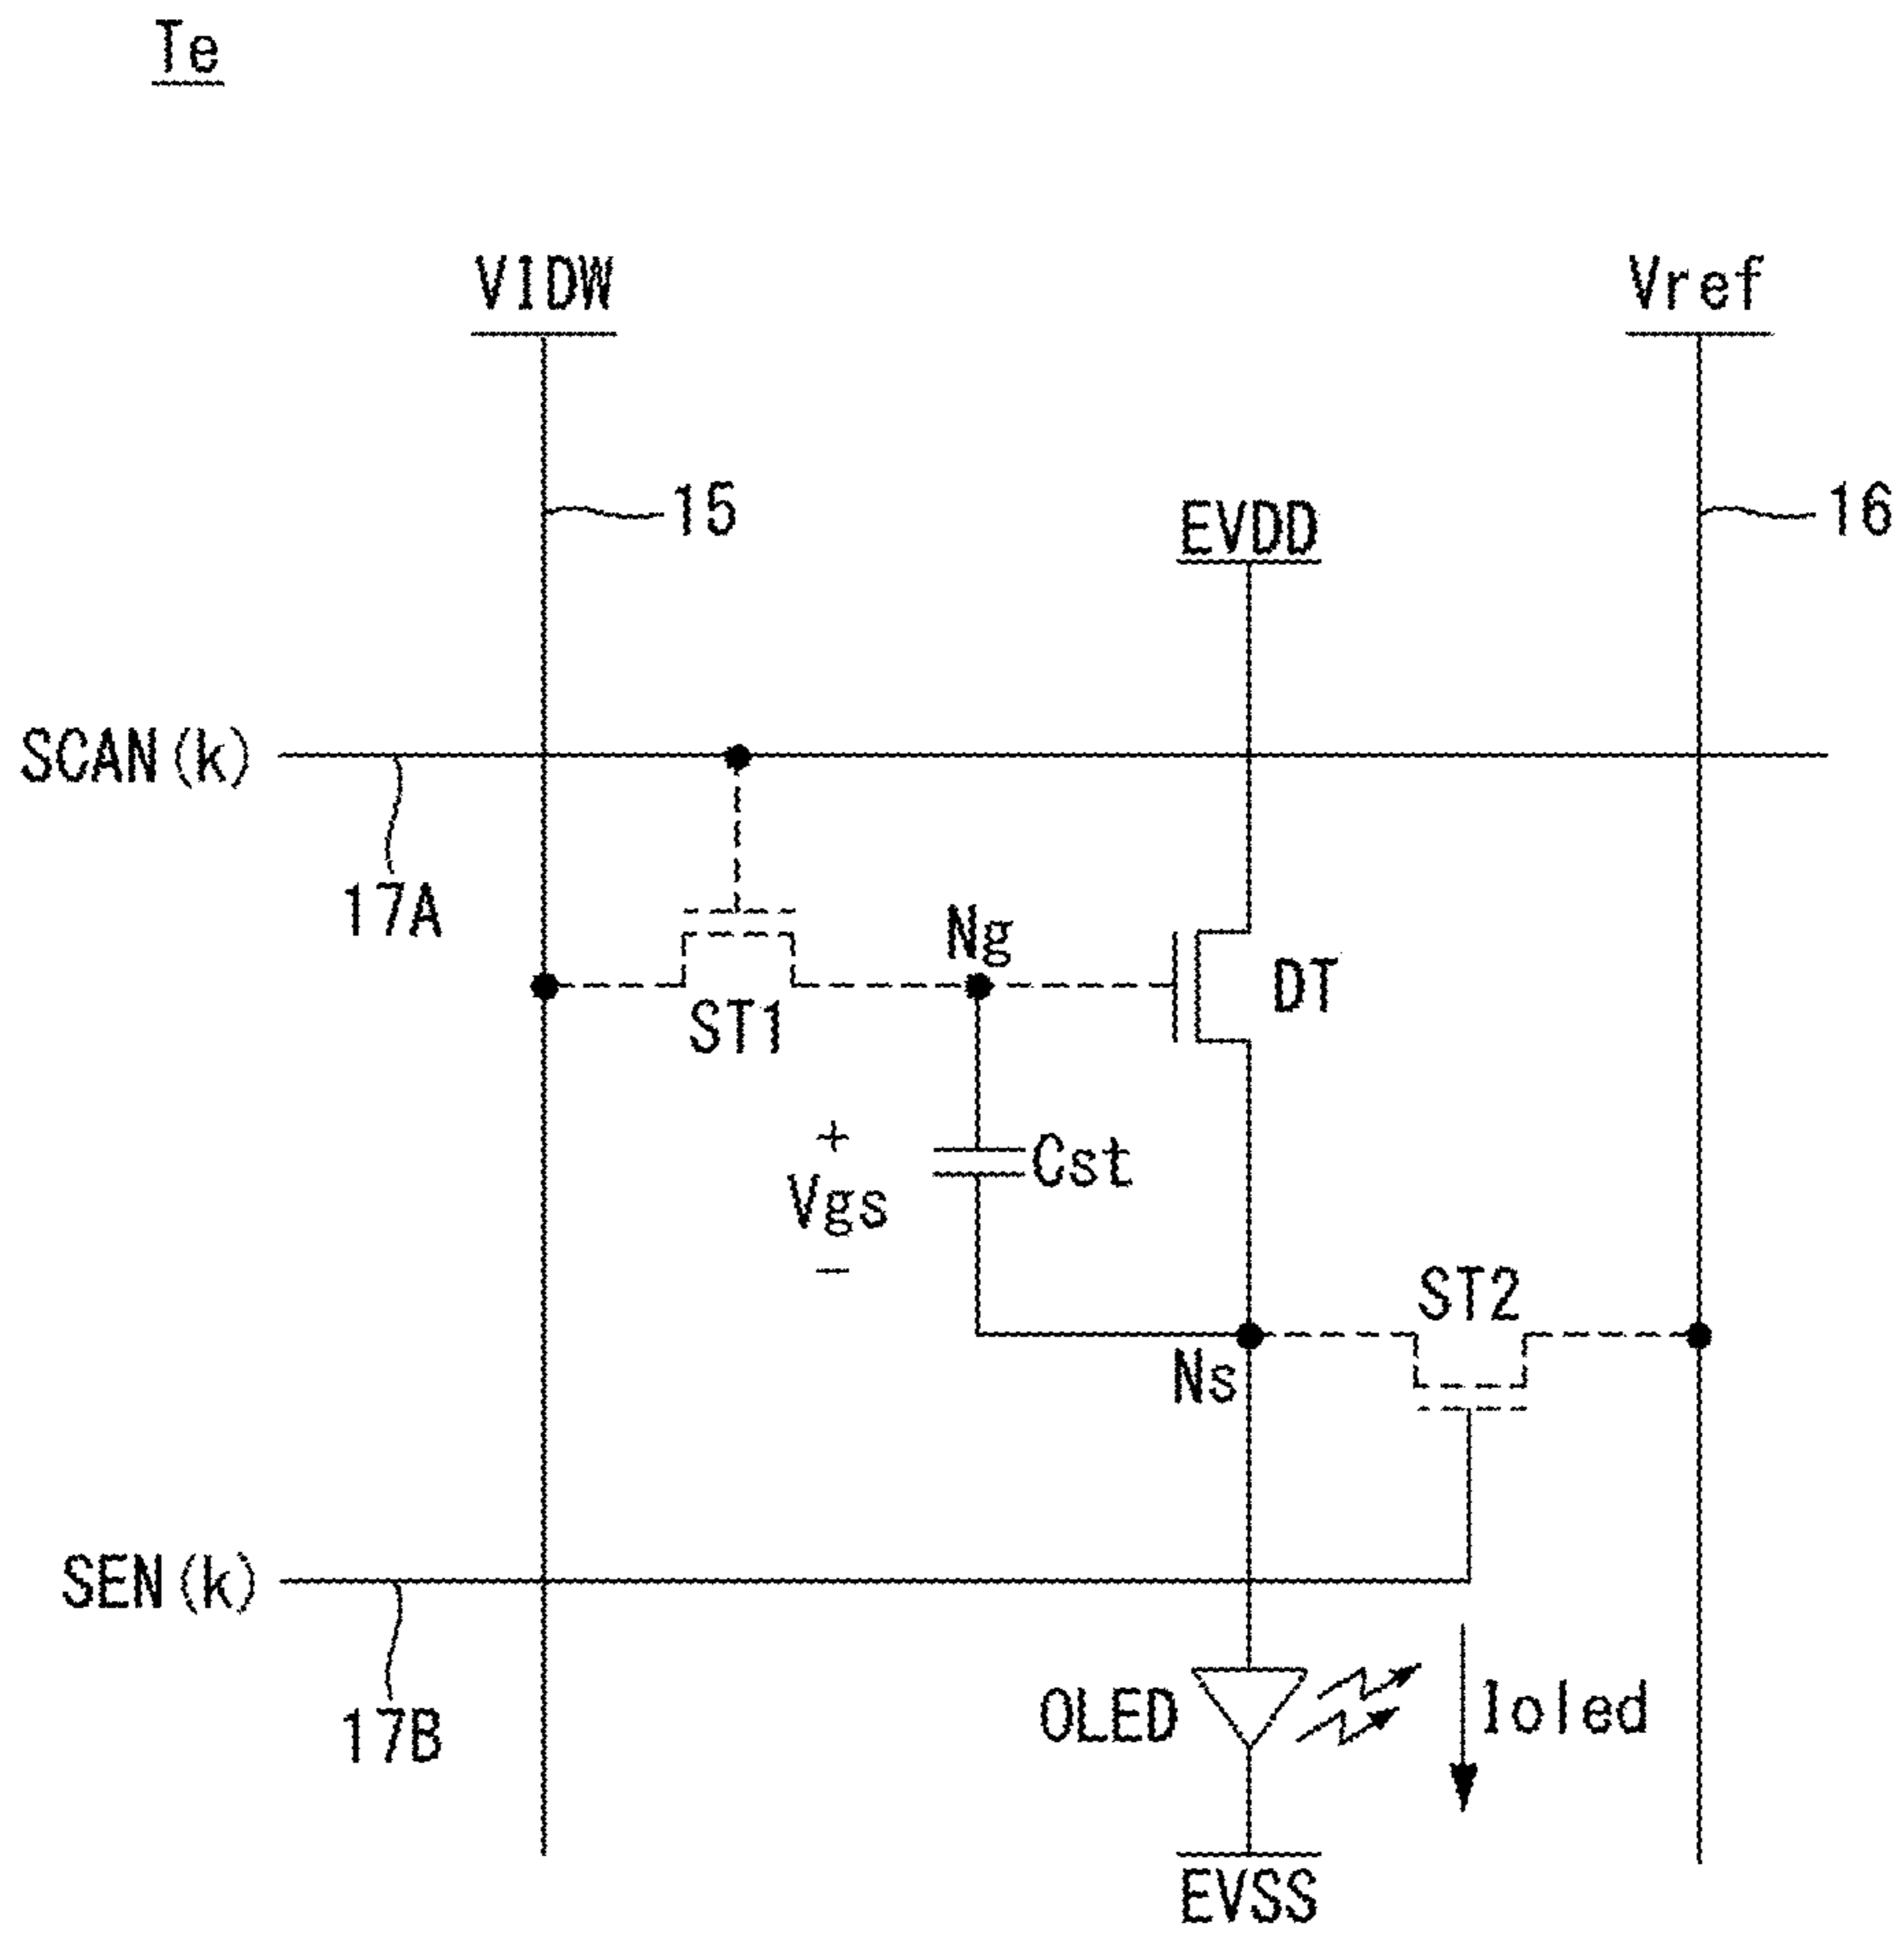 Te
VIDW
Vref
15
EVDD
16
SCAN(k)
17A
Ng
DT
ST1
+
Vgs
−
Cst
ST2
Ns
SEN(k)
17B
OLED
Ioled
EVSS